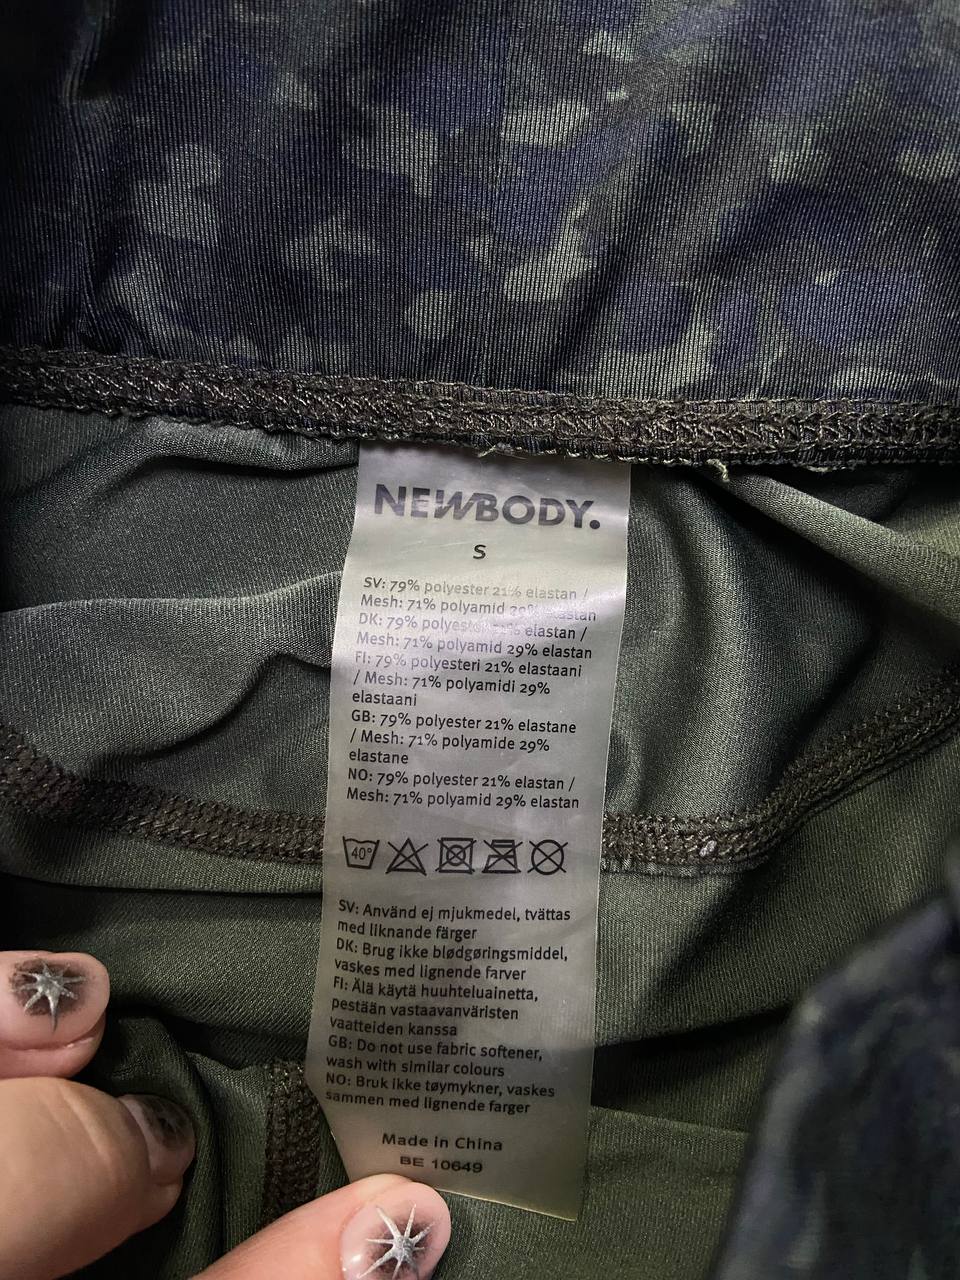 NEWBODY.
S
SV: 79% polyester 21% elastan /
Mesh: 71% polyamid 29% elastan
DK: 79% polyester 21% elastan /
Mesh: 71% polyamid 29% elastan
FI: 79% polyesteri 21% elastaani
/ Mesh: 71% polyamidi 29%
elastaani
GB: 79% polyester 21% elastane
/ Mesh: 71% polyamide 29%
elastane
NO: 79% polyester 21% elastan /
Mesh: 71% polyamid 29% elastan
40°
SV: Använd ej mjukmedel, tvättas
med liknande färger
DK: Brug ikke blødgøringsmiddel,
vaskes med lignende farver
FI: Älä käytä huuhteluainetta,
pestään vastaavanväristen
vaatteiden kanssa
GB: Do not use fabric softener,
wash with similar colours
NO: Bruk ikke tøymykner, vaskes
sammen med lignende farger
Made in China
BE 10649